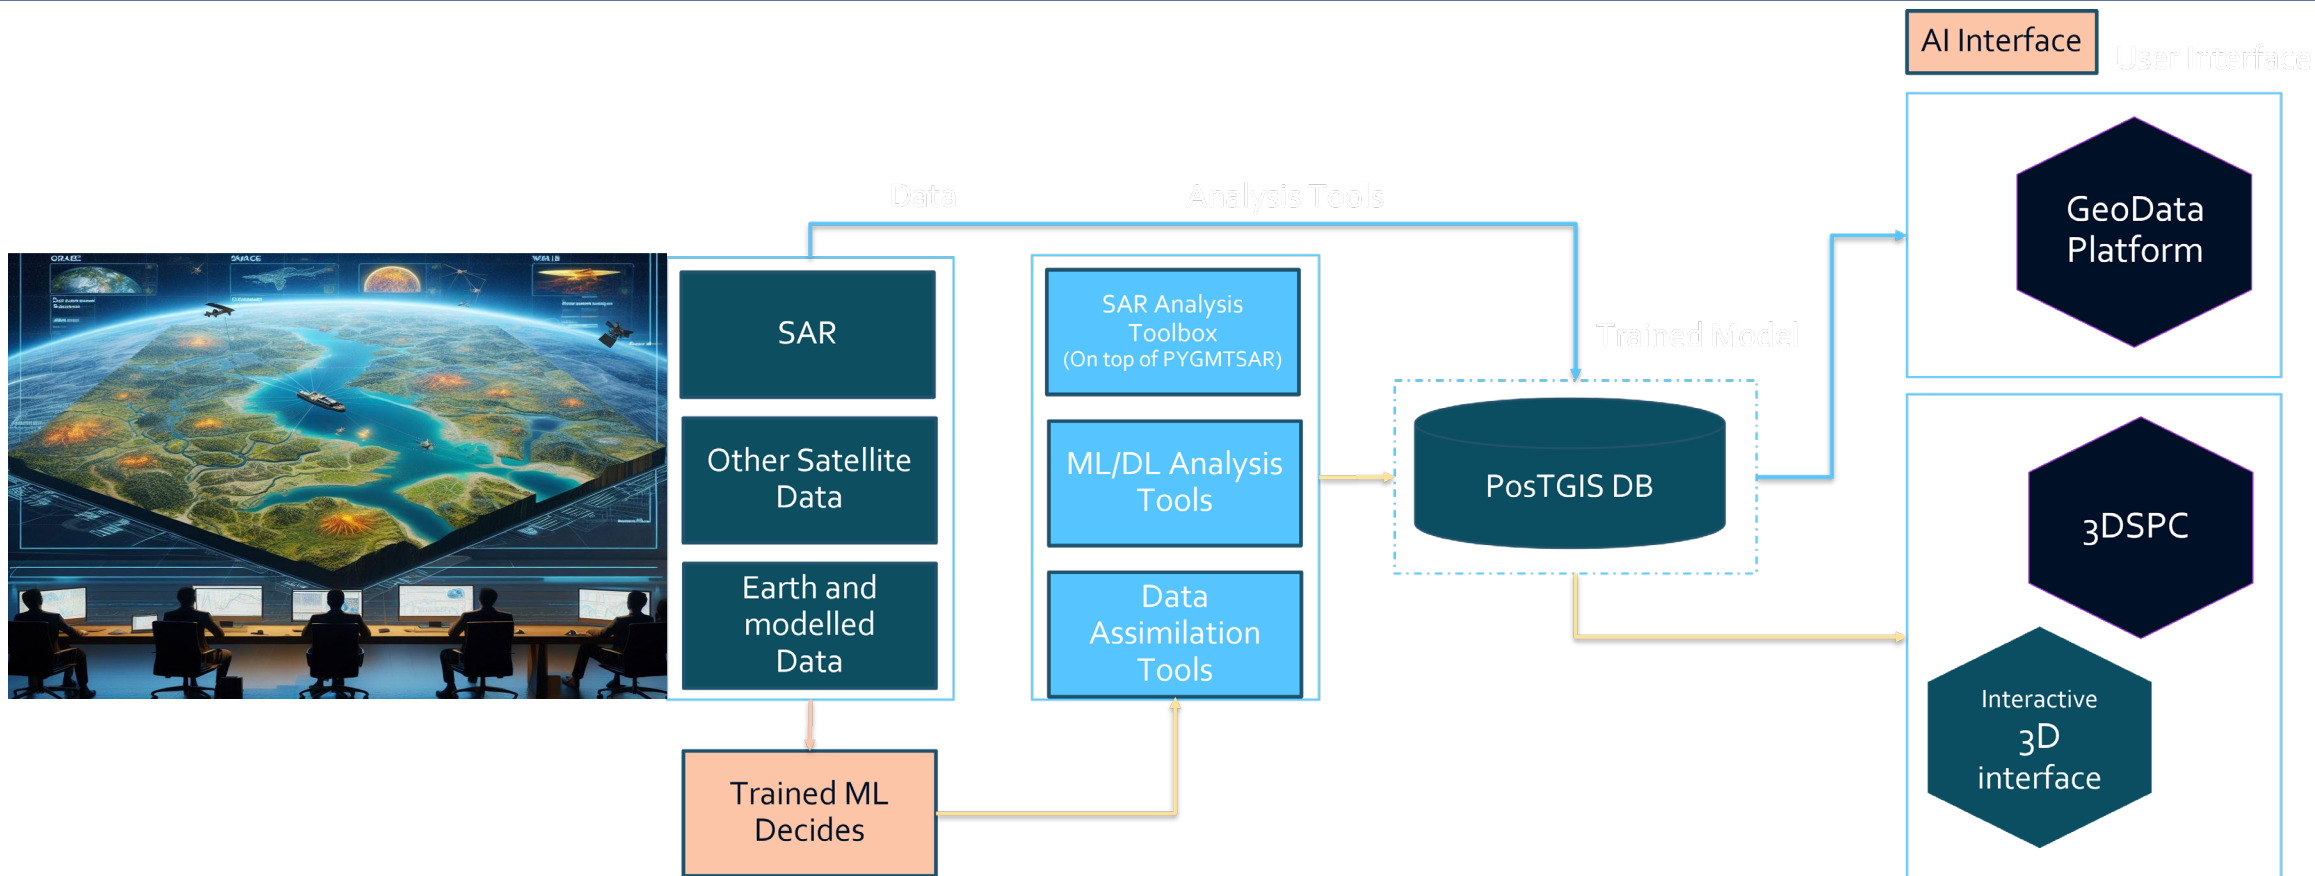 AI Interface
User Interface
Data
Analysis Tools
Trained Model
SAR
Other Satellite
Data
Earth and
modelled
Data
Trained ML
Decides
SAR Analysis
Toolbox
(On top of PYGMTSAR)
ML/DL Analysis
Tools
Data
Assimilation
Tools
PosTGIS DB
GeoData
Platform
3DSPC
Interactive
3D
interface